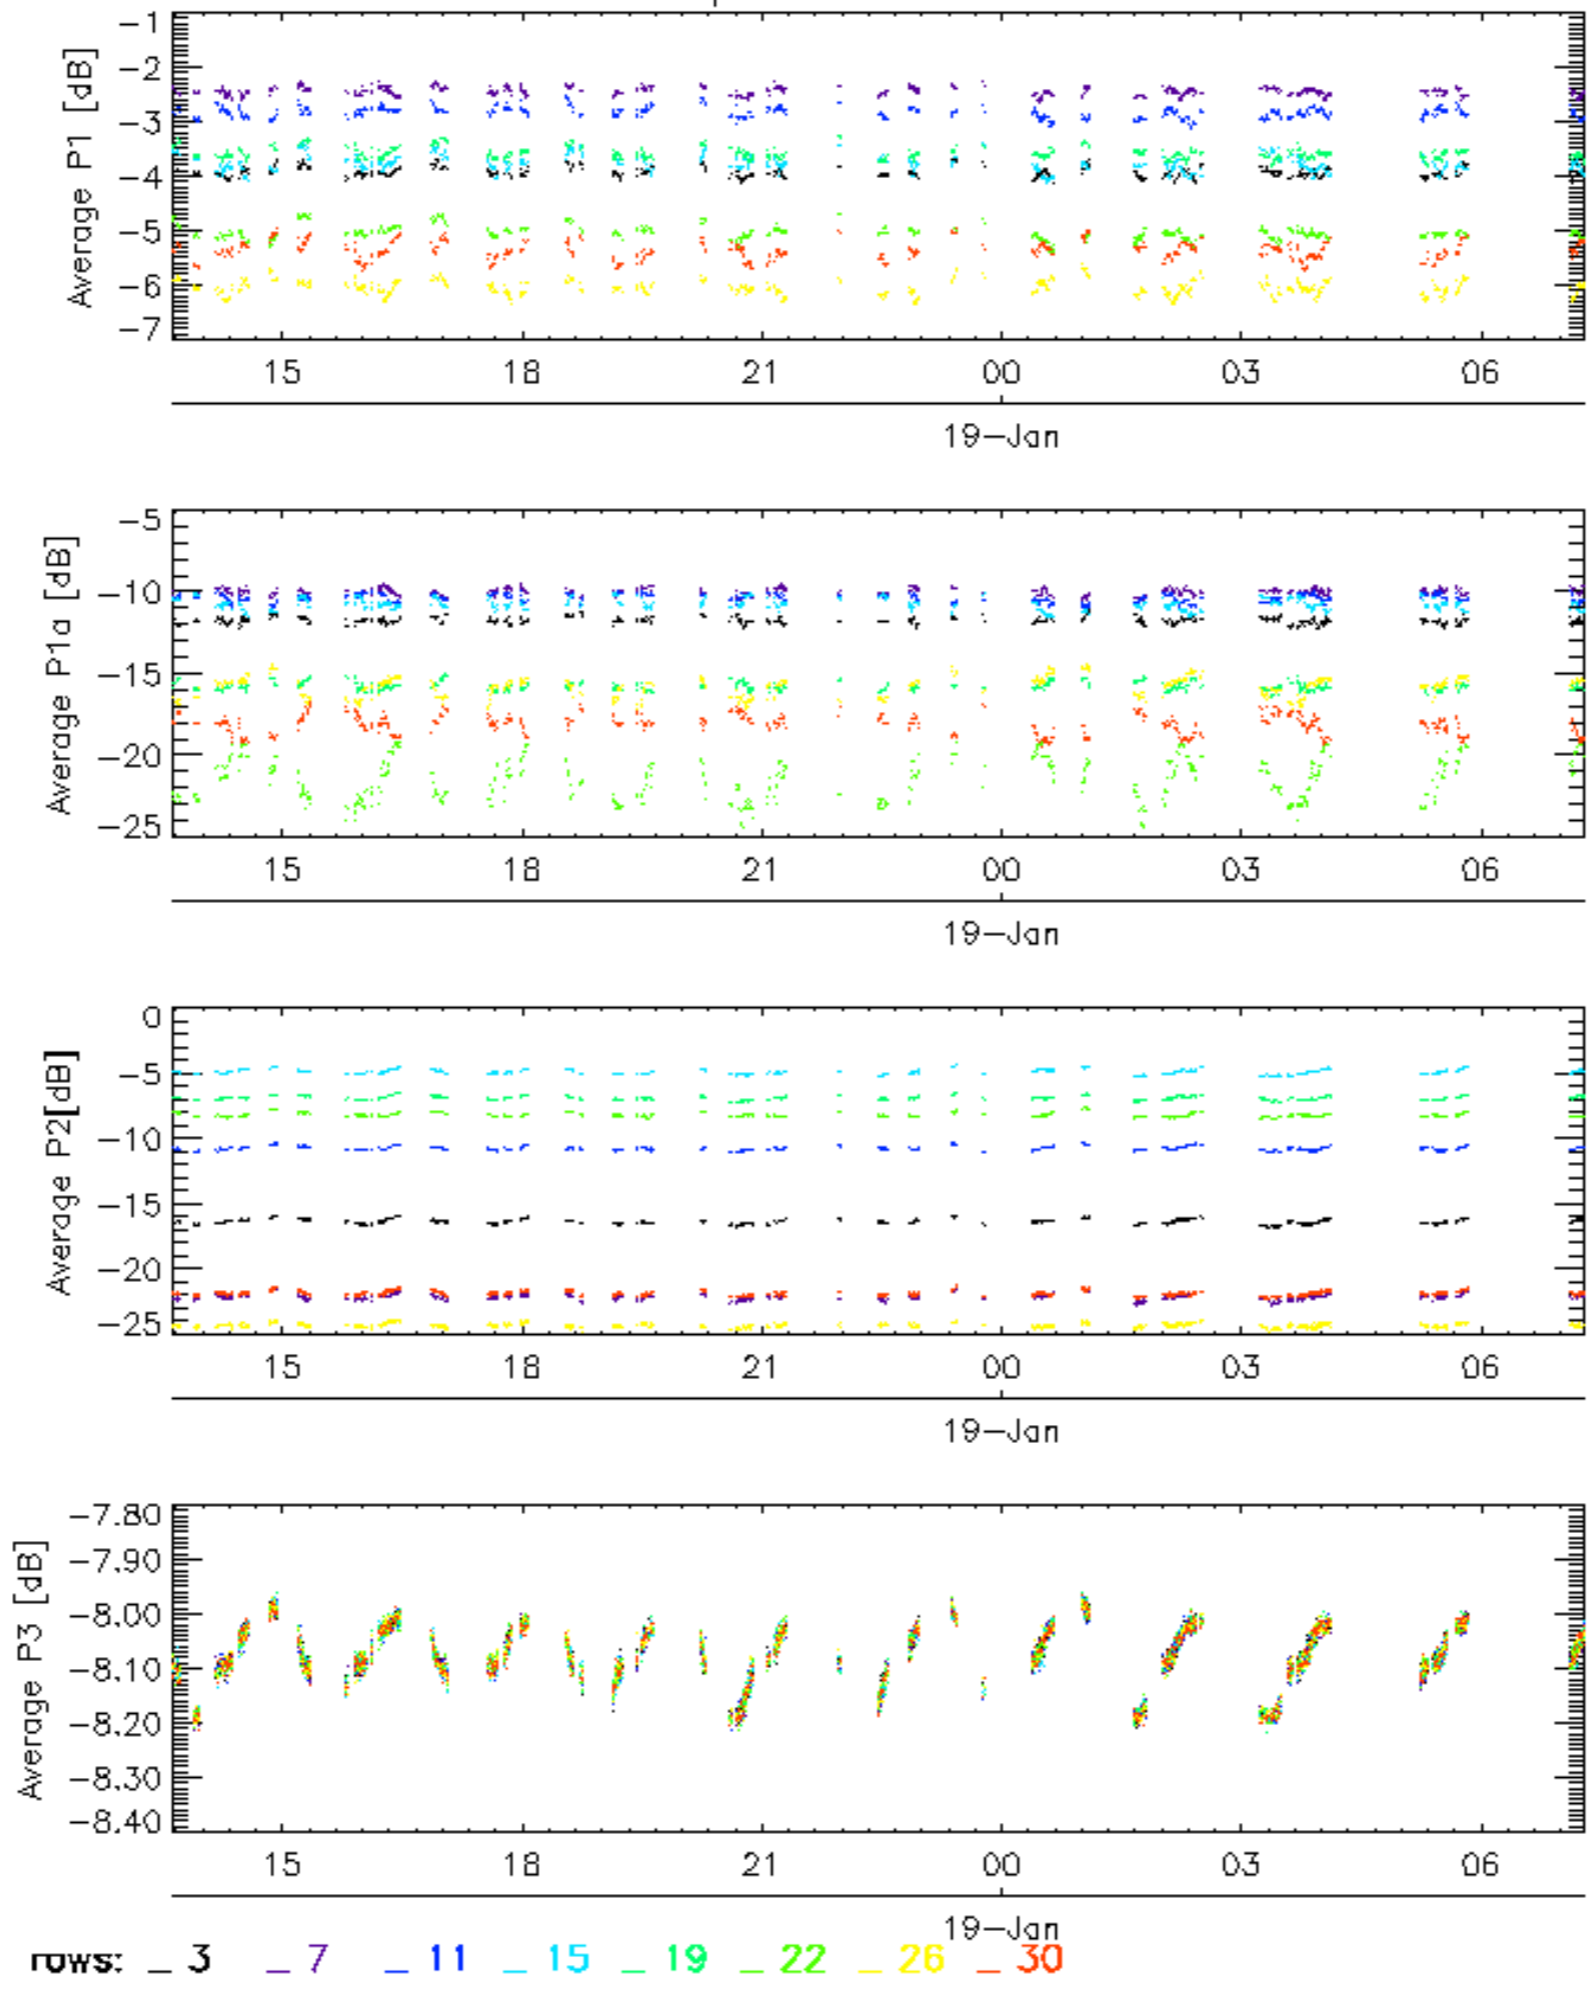 Average P1 [dB]
−1
−2
−3
−4
−5
−6
−7
15 18 21 00 03 06
19−Jan
Average P1a [dB]
−5
−10
−15
−20
−25
15 18 21 00 03 06
19−Jan
Average P2[dB]
0
−5
−10
−15
−20
−25
15 18 21 00 03 06
19−Jan
Average P3 [dB]
−7.80
−7.90
−8.00
−8.10
−8.20
−8.30
−8.40
15 18 21 00 03 06
19−Jan
rows: _ 3 _ 7 _ 11 _ 15 _ 19 _ 22 _ 26 _ 30